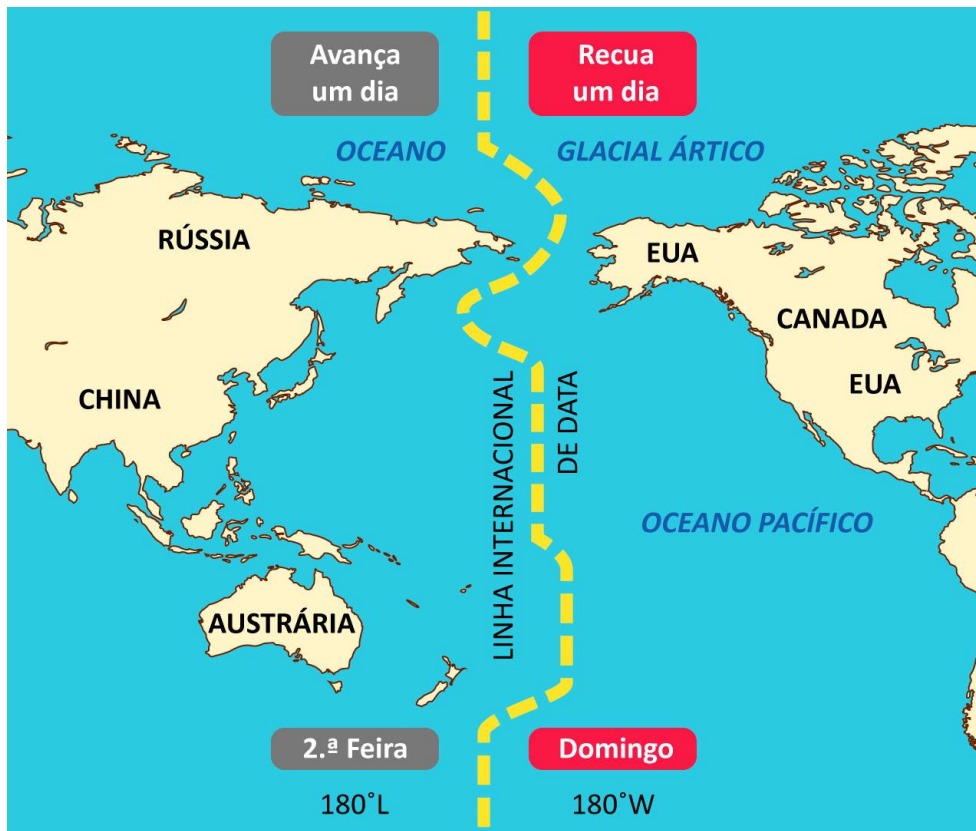 Avança
um dia
Recua
um dia
OCEANO GLACIAL ÁRTICO
RÚSSIA
EUA
CANADA
EUA
CHINA
LINHA INTERNACIONAL
DE DATA
OCEANO PACÍFICO
AUSTRÁRIA
2.ª Feira
Domingo
180˚L
180˚W